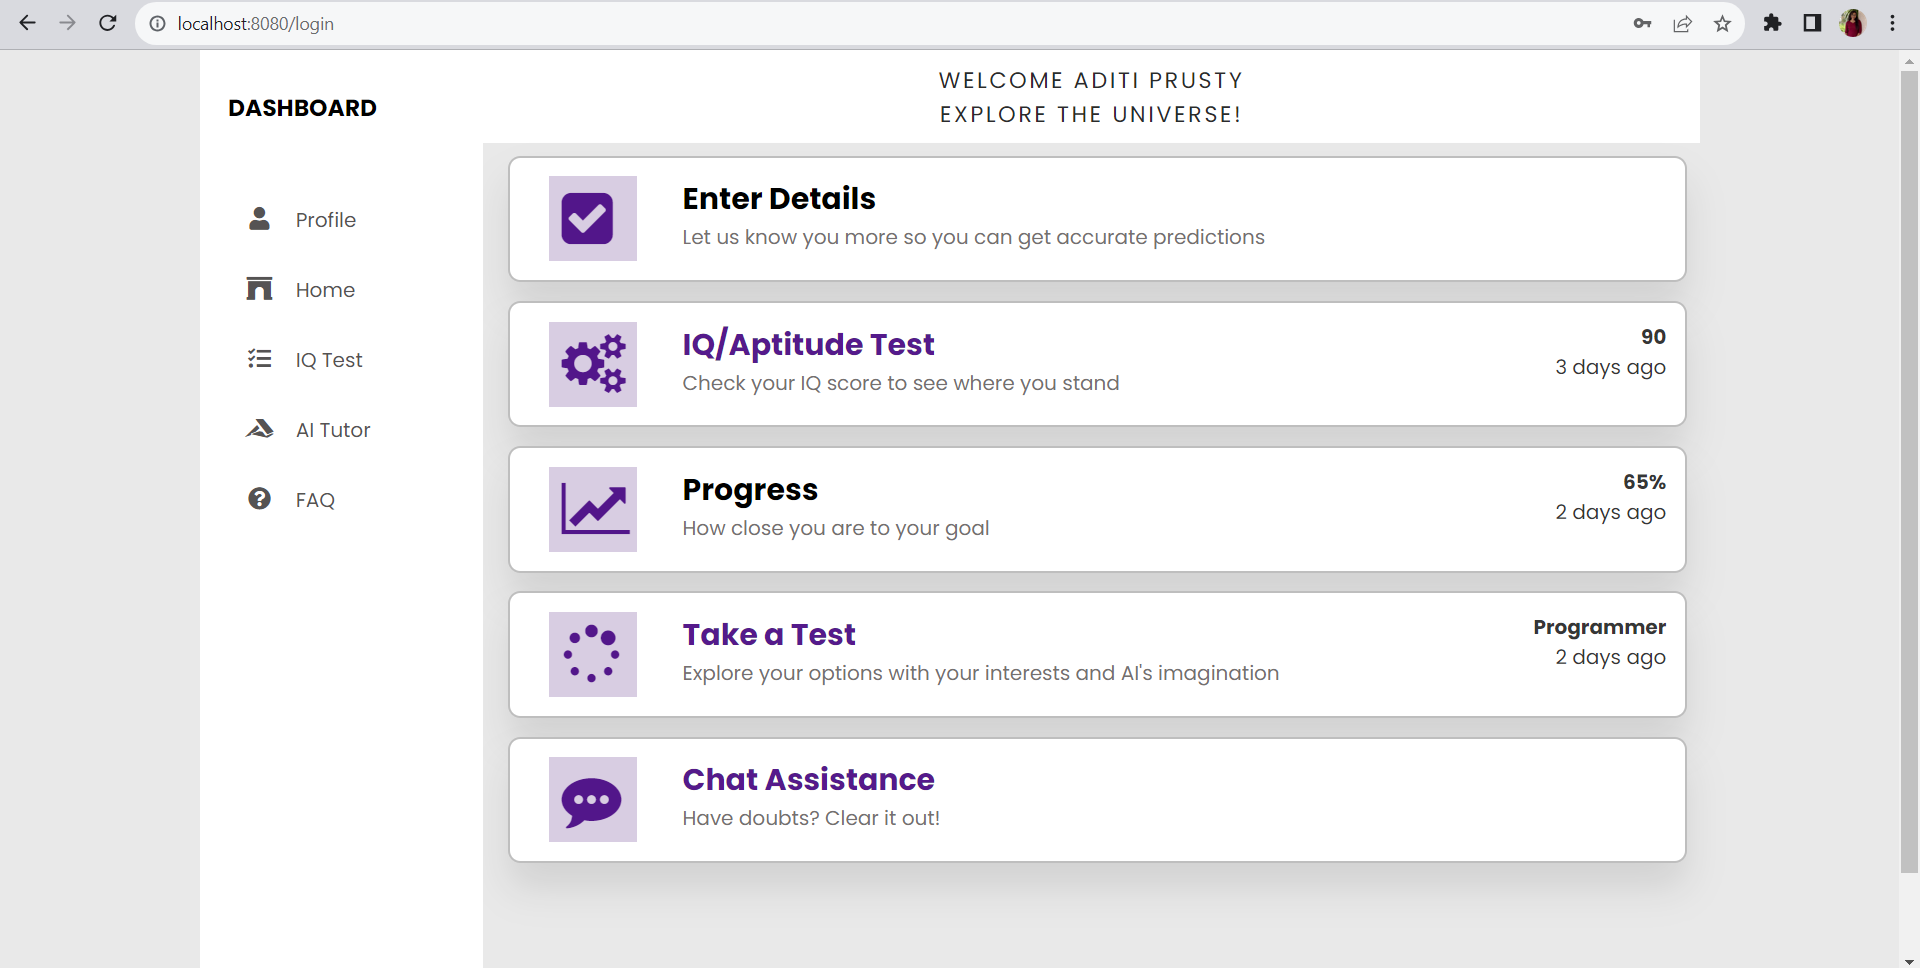 localhost:8080/login
DASHBOARD
WELCOME ADITI PRUSTY
EXPLORE THE UNIVERSE!
Profile
Home
IQ Test
AI Tutor
FAQ
Enter Details
Let us know you more so you can get accurate predictions
IQ/Aptitude Test
Check your IQ score to see where you stand
90
3 days ago
Progress
How close you are to your goal
65%
2 days ago
Take a Test
Explore your options with your interests and AI's imagination
Programmer
2 days ago
Chat Assistance
Have doubts? Clear it out!